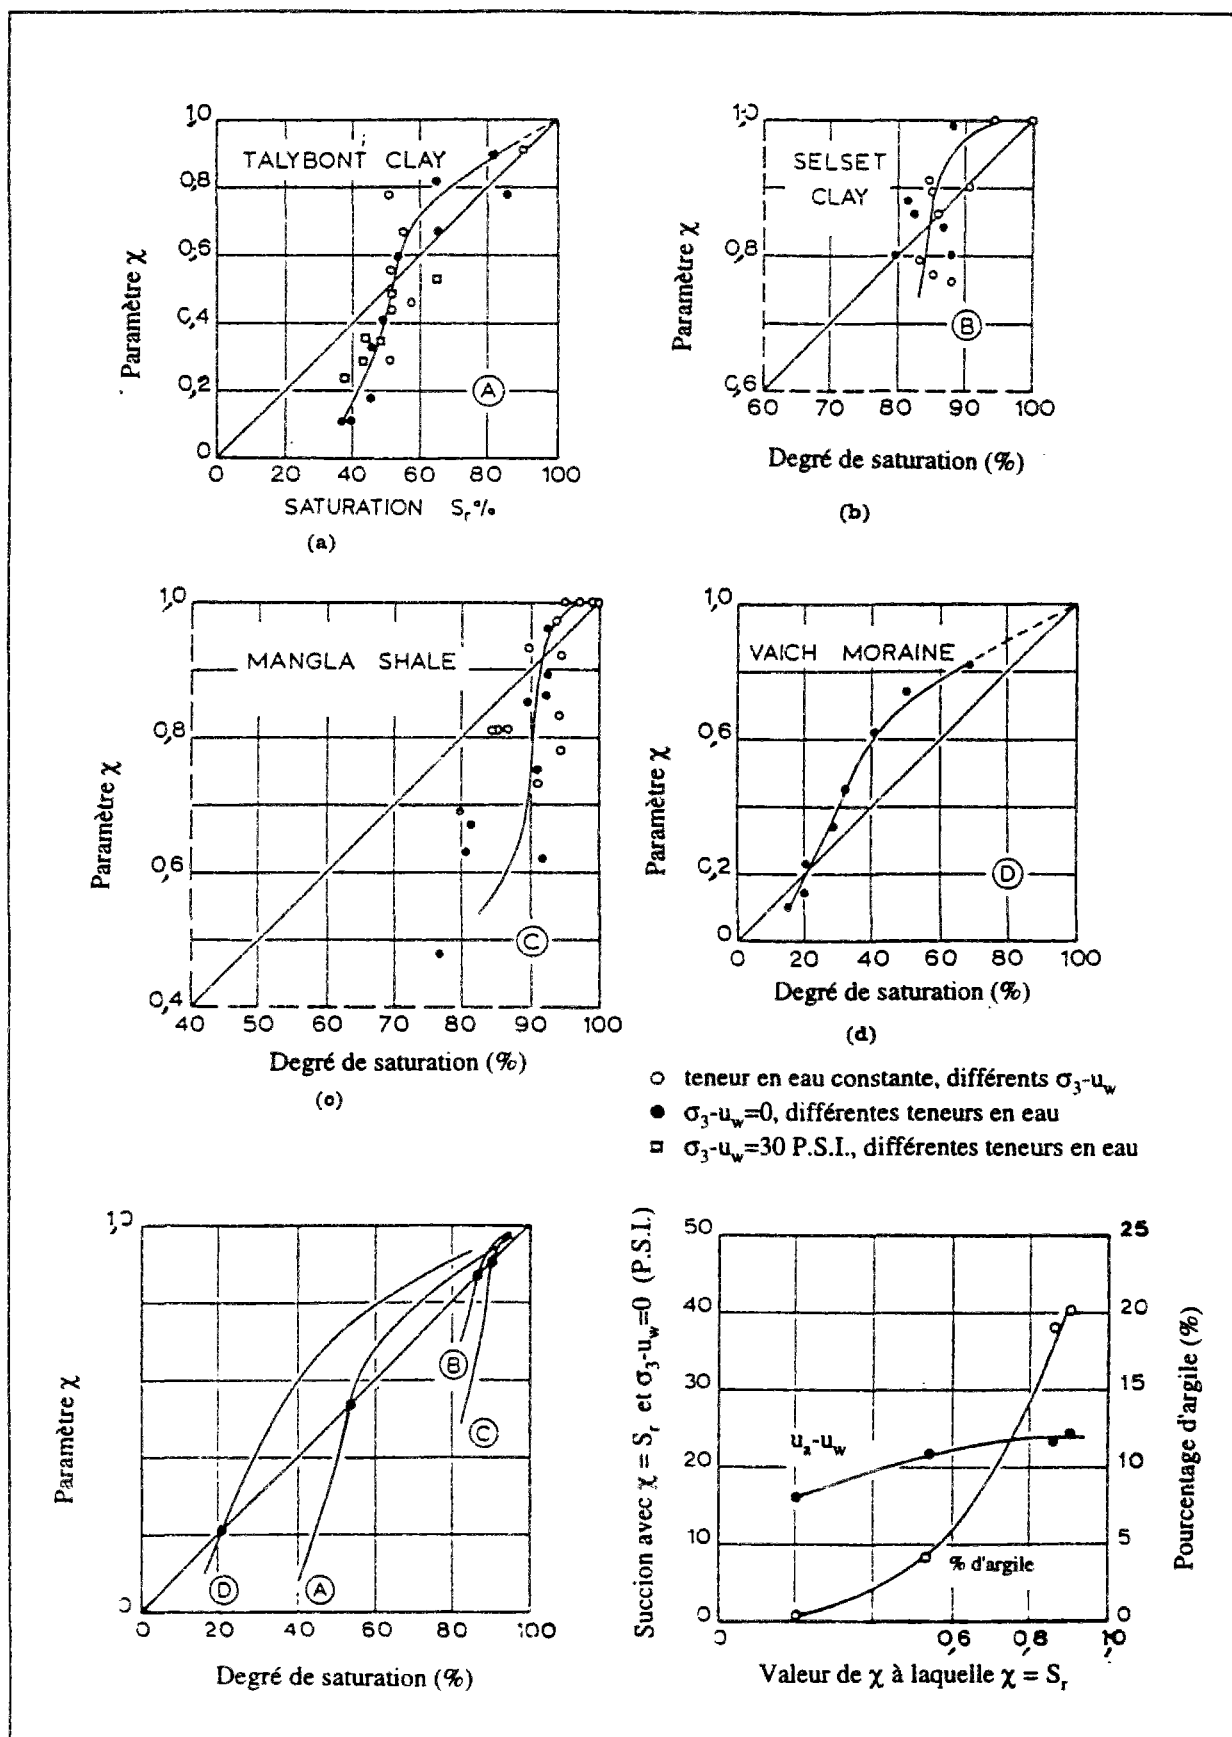 1,0
0,8
0,6
0,4
0,2
0
TALYBONT CLAY
A
Paramètre χ
0 20 40 60 80 100
SATURATION Sr %
(a)
1,0
0,8
0,6
SELSET
CLAY
B
Paramètre χ
60 70 80 90 100
Degré de saturation (%)
(b)
1,0
0,8
0,6
0,4
MANGLA SHALE
C
Paramètre χ
40 50 60 70 80 90 100
Degré de saturation (%)
(c)
1,0
0,6
0,2
0
VAICH MORAINE
D
Paramètre χ
0 20 40 60 80 100
Degré de saturation (%)
(d)
teneur en eau constante, différents σ3-uw
σ3-uw=0, différentes teneurs en eau
σ3-uw=30 P.S.I., différentes teneurs en eau
1,0
0
B
C
D
A
Paramètre χ
0 20 40 60 80 100
Degré de saturation (%)
Succion avec χ = Sr et σ3-uw=0 (P.S.I.)
50
40
30
20
10
0
ua-uw
% d'argile
25
20
15
10
5
0
Pourcentage d'argile (%)
0 0,6 0,8 1,0
Valeur de χ à laquelle χ = Sr